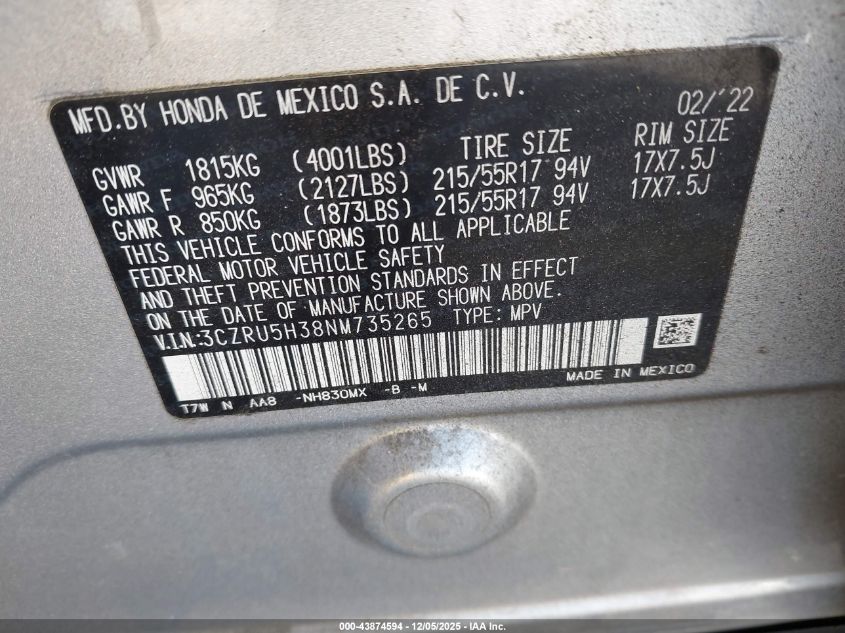 MFD.BY HONDA DE MEXICO S.A. DE C.V. 02/'22
TIRE SIZE RIM SIZE
GVWR 1815KG (4001LBS)
GAWR F 965KG (2127LBS) 215/55R17 94V 17X7.5J
GAWR R 850KG (1873LBS) 215/55R17 94V 17X7.5J
THIS VEHICLE CONFORMS TO ALL APPLICABLE
FEDERAL MOTOR VEHICLE SAFETY
AND THEFT PREVENTION STANDARDS IN EFFECT
ON THE DATE OF MANUFACTURE SHOWN ABOVE.
V.I.N:3CZRU5H38NM735265 TYPE: MPV
MADE IN MEXICO
T7W N AA8 -NH830MX -B -M
000-43874594 - 12/05/2025 - IAA Inc.